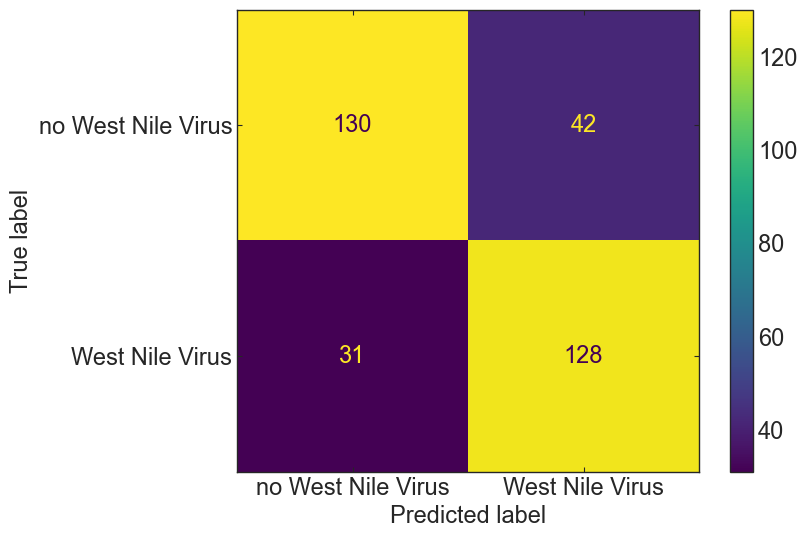 True label
no West Nile Virus
West Nile Virus
130
42
31
128
no West Nile Virus
West Nile Virus
Predicted label
120
100
80
60
40